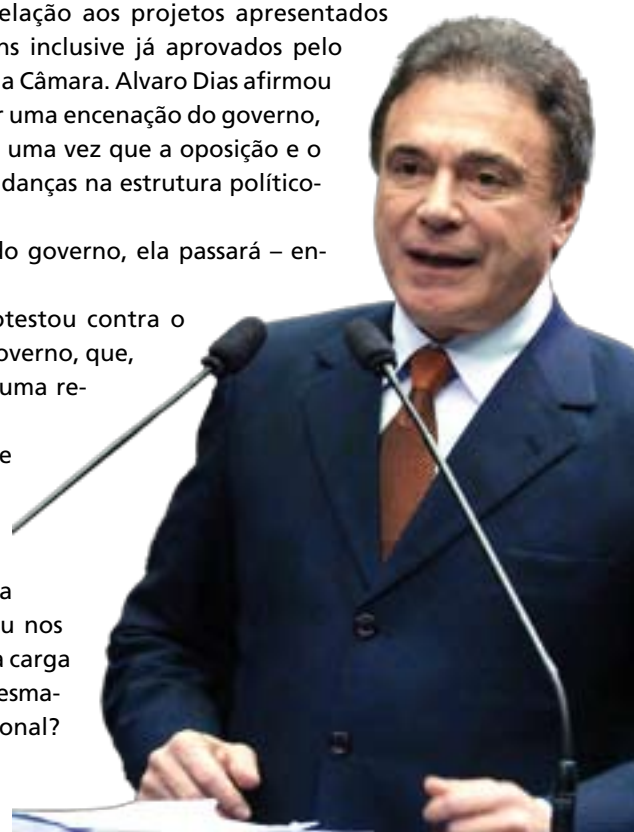 elação aos projetos apresentados
ns inclusive já aprovados pelo
a Câmara. Alvaro Dias afirmou
r uma encenação do governo,
uma vez que a oposição e o
danças na estrutura político-
lo governo, ela passará – en-
otestou contra o
overno, que,
uma re-
e
a
u nos
a carga
esma-
onal?